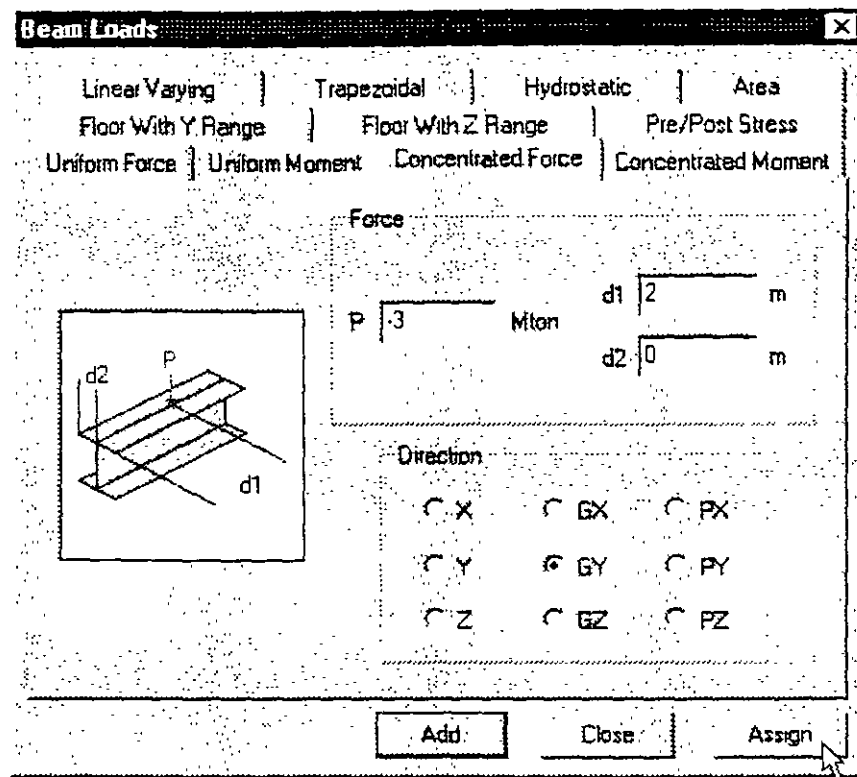 Beam Loads
Linear Varying Trapezoidal Hydrostatic Area
Floor With Y Range Floor With Z Range Pre/Post Stress
Uniform Force Uniform Moment Concentrated Force Concentrated Moment
Force
P -3 Mton
d1 2 m
d2 0 m
d2 P d1
Direction
X GX PX
Y GY PY
Z GZ PZ
Add Close Assign